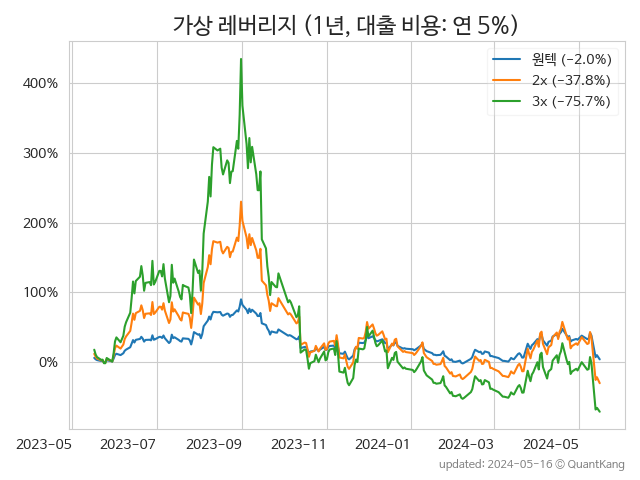 가상 레버리지 (1년, 대출 비용: 연 5%)
원텍 (-2.0%)
2x (-37.8%)
3x (-75.7%)
400%
300%
200%
100%
0%
2023-05 2023-07 2023-09 2023-11 2024-01 2024-03 2024-05
updated: 2024-05-16 © QuantKang